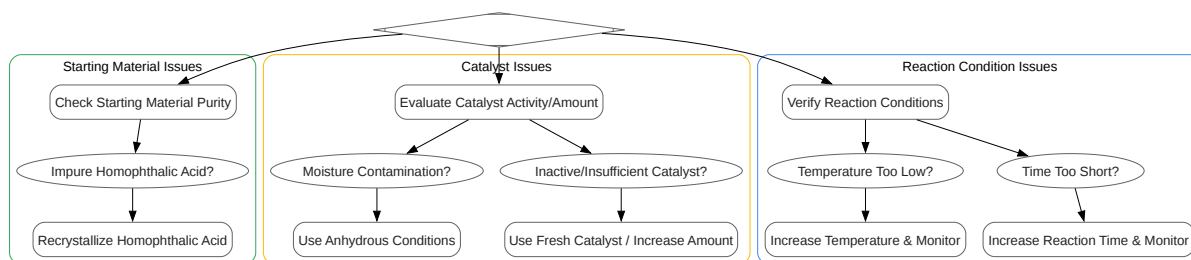 Starting Material Issues
Catalyst Issues
Reaction Condition Issues
Check Starting Material Purity
Evaluate Catalyst Activity/Amount
Verify Reaction Conditions
Impure Homophthalic Acid?
Moisture Contamination?
Inactive/Insufficient Catalyst?
Temperature Too Low?
Time Too Short?
Recrystallize Homophthalic Acid
Use Anhydrous Conditions
Use Fresh Catalyst / Increase Amount
Increase Temperature & Monitor
Increase Reaction Time & Monitor